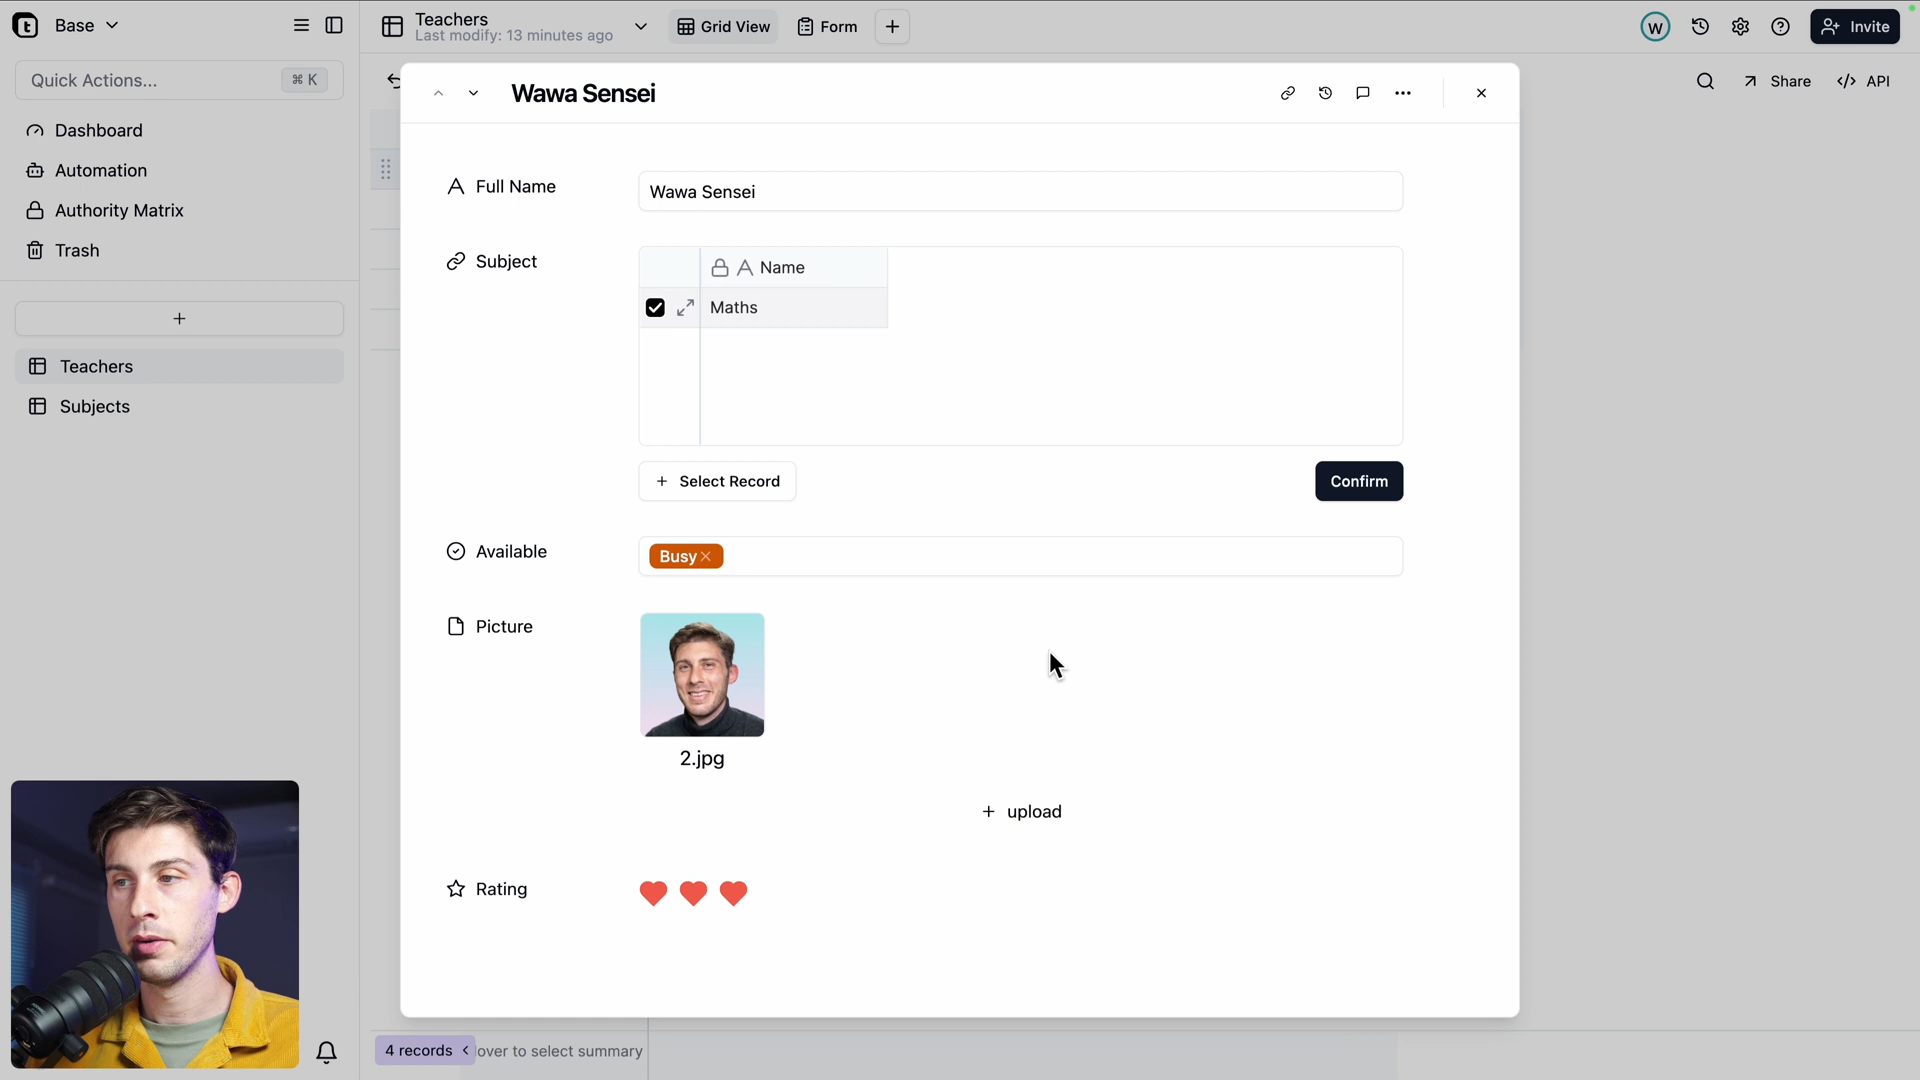 Base
Teachers
Last modify: 13 minutes ago
Grid View
Form
W
Invite
Quick Actions...
⌘ K
Wawa Sensei
Share
API
Dashboard
Automation
Authority Matrix
Trash
Teachers
Subjects
Full Name
Wawa Sensei
Subject
Name
Maths
Select Record
Confirm
Available
Busy
Picture
2.jpg
upload
Rating
4 records
over to select summary